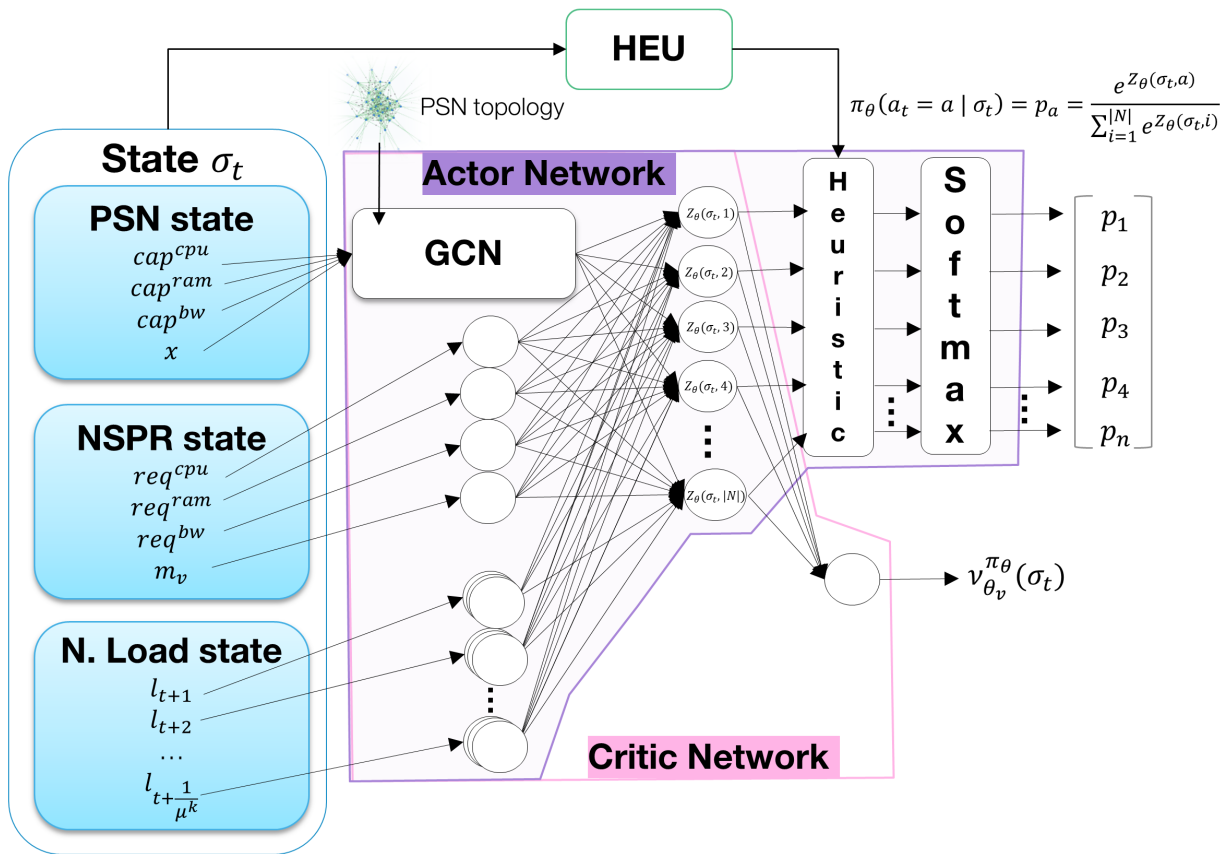 HEU
PSN topology
π_θ(a_t = a | σ_t) = p_a = e^{Z_θ(σ_t,a)} / ∑_{i=1}^{|N|} e^{Z_θ(σ_t,i)}
State σ_t
PSN state
cap^{cpu}
cap^{ram}
cap^{bw}
x
NSPR state
req^{cpu}
req^{ram}
req^{bw}
m_v
N. Load state
l_{t+1}
l_{t+2}
...
l_{t+\frac{1}{μ^k}}
Actor Network
GCN
Z_θ(σ_t, 1)
Z_θ(σ_t, 2)
Z_θ(σ_t, 3)
Z_θ(σ_t, 4)
Z_θ(σ_t, |N|)
Heuristic
Softmax
p_1
p_2
p_3
p_4
p_n
ν_{θ_v}^{π_θ}(σ_t)
Critic Network